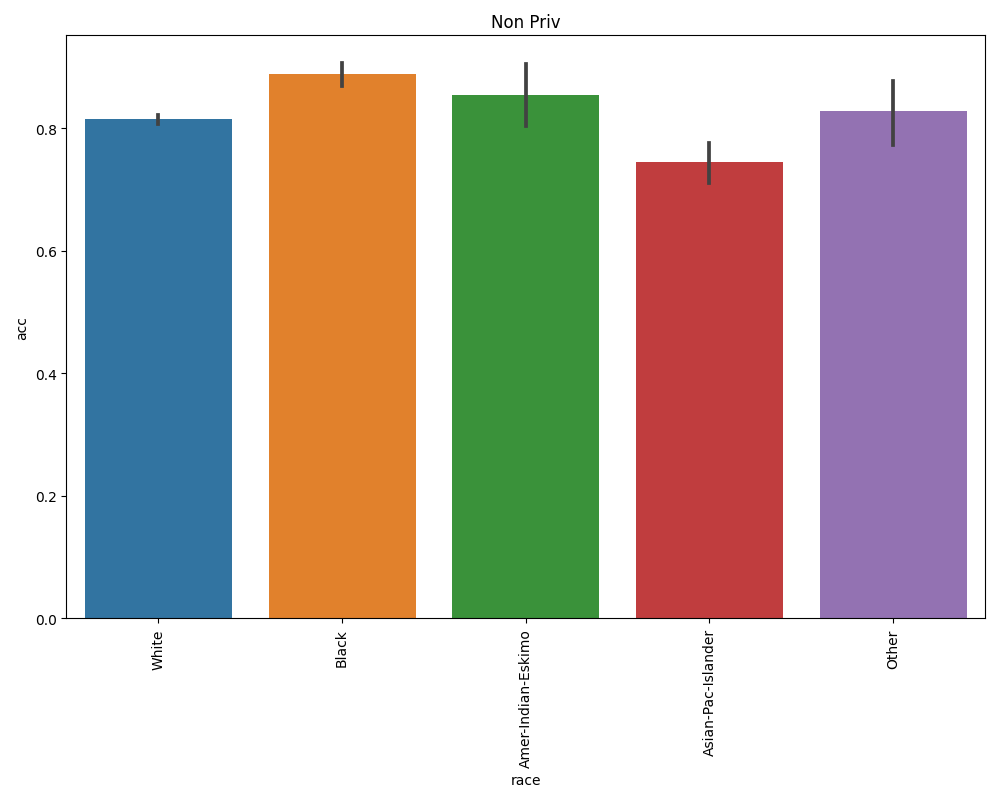 Non Priv
acc
0.8
0.6
0.4
0.2
0.0
White
Black
Amer-Indian-Eskimo
Asian-Pac-Islander
Other
race